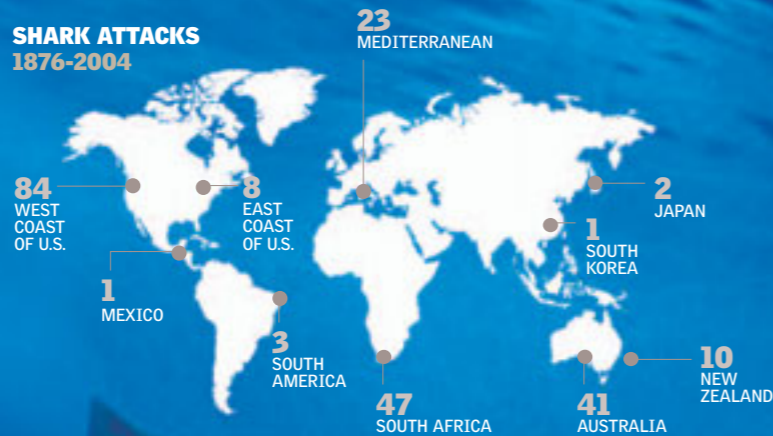 SHARK ATTACKS
1876-2004
23
MEDITERRANEAN
84
WEST
COAST
OF U.S.
8
EAST
COAST
OF U.S.
2
JAPAN
1
SOUTH
KOREA
1
MEXICO
3
SOUTH
AMERICA
47
SOUTH AFRICA
41
AUSTRALIA
10
NEW
ZEALAND